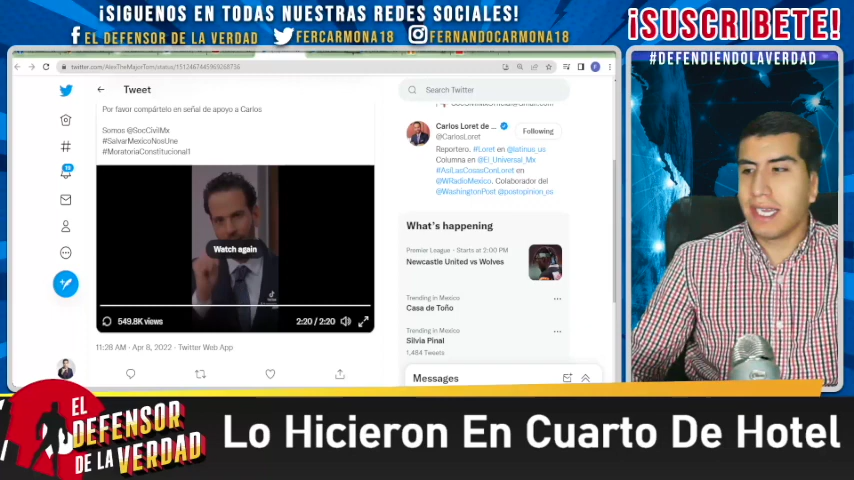 ¡SIGUENOS EN TODAS NUESTRAS REDES SOCIALES!
EL DEFENSOR DE LA VERDAD
FERCARMONA18
FERNANDOCARMONA18
¡SUSCRIBETE!
#DEFENDIENDOLAVERDAD
twitter.com/AlexTheMajorTom/status/1512467445969268736
Tweet
Por favor compártelo en señal de apoyo a Carlos
Somos @SocCivilMx
#SalvarMexicoNosUne
#MoratoriaConstitucional1
Watch again
549.8K views
2:20 / 2:20
11:28 AM · Apr 8, 2022 · Twitter Web App
Search Twitter
Carlos Loret de ...
@CarlosLoret
Following
Reportero. #Loret en @latinus_us
Columna en @El_Universal_Mx
#AsiLasCosasConLoret en
@WRadioMexico. Colaborador del
@WashingtonPost @postopinion_es
What's happening
Premier League · Starts at 2:00 PM
Newcastle United vs Wolves
Trending in Mexico
Casa de Toño
Trending in Mexico
Silvia Pinal
1,484 Tweets
Messages
EL
DEFENSOR
DE LA VERDAD
Lo Hicieron En Cuarto De Hotel